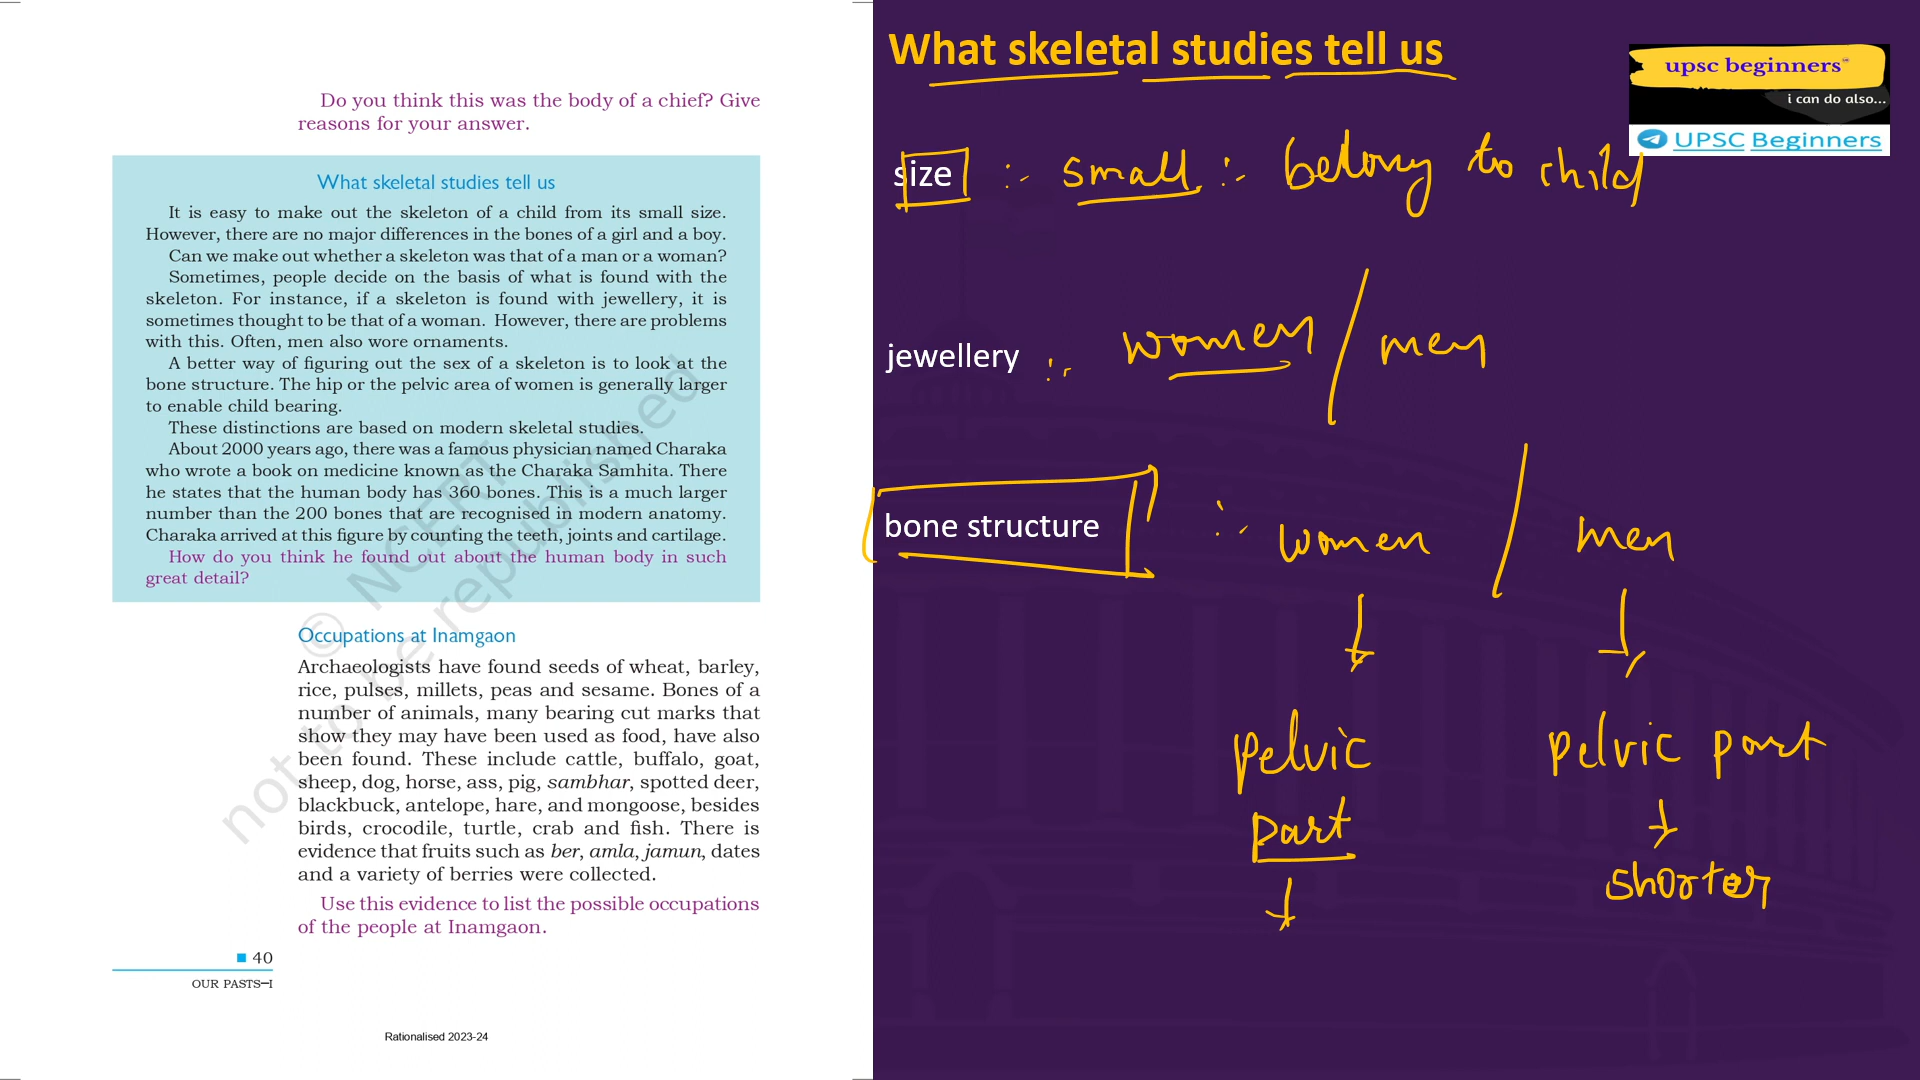 Do you think this was the body of a chief? Give
reasons for your answer.
What skeletal studies tell us
It is easy to make out the skeleton of a child from its small size.
However, there are no major differences in the bones of a girl and a boy.
Can we make out whether a skeleton was that of a man or a woman?
Sometimes, people decide on the basis of what is found with the
skeleton. For instance, if a skeleton is found with jewellery, it is
sometimes thought to be that of a woman. However, there are problems
with this. Often, men also wore ornaments.
A better way of figuring out the sex of a skeleton is to look at the
bone structure. The hip or the pelvic area of women is generally larger
to enable child bearing.
These distinctions are based on modern skeletal studies.
About 2000 years ago, there was a famous physician named Charaka
who wrote a book on medicine known as the Charaka Samhita. There
he states that the human body has 360 bones. This is a much larger
number than the 200 bones that are recognised in modern anatomy.
Charaka arrived at this figure by counting the teeth, joints and cartilage.
How do you think he found out about the human body in such
great detail?
Occupations at Inamgaon
Archaeologists have found seeds of wheat, barley,
rice, pulses, millets, peas and sesame. Bones of a
number of animals, many bearing cut marks that
show they may have been used as food, have also
been found. These include cattle, buffalo, goat,
sheep, dog, horse, ass, pig, sambhar, spotted deer,
blackbuck, antelope, hare, and mongoose, besides
birds, crocodile, turtle, crab and fish. There is
evidence that fruits such as ber, amla, jamun, dates
and a variety of berries were collected.
Use this evidence to list the possible occupations
of the people at Inamgaon.
40
OUR PASTS–I
Rationalised 2023-24
© NCERT
not to be republished
What skeletal studies tell us
upsc beginners
i can do also...
UPSC Beginners
size :- small :- belong to child
jewellery :- women / men
bone structure :- women / men
pelvic part
pelvic
part
shorter